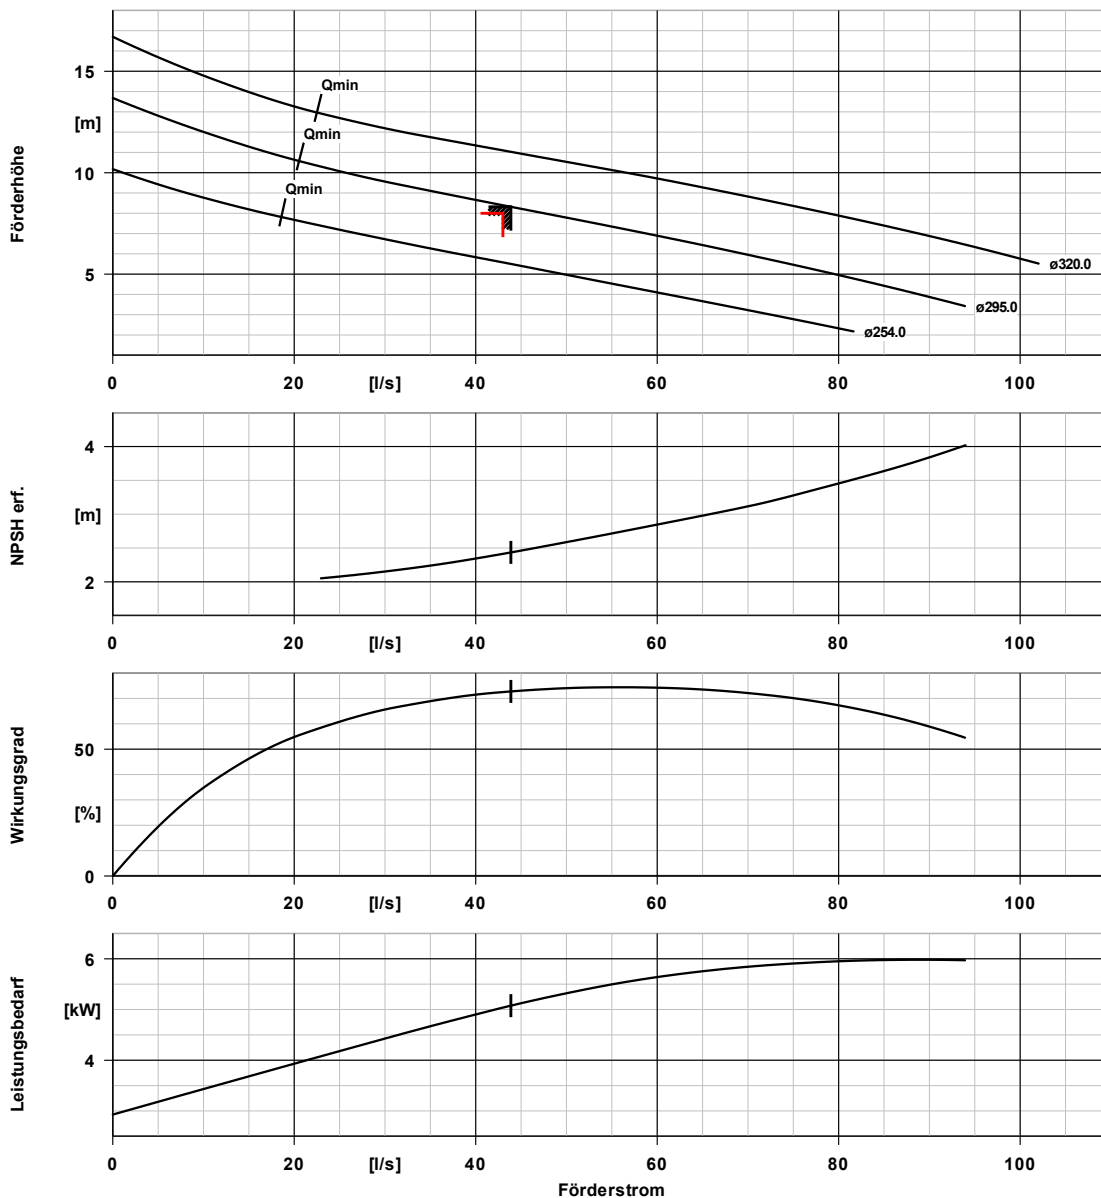 Förderhöhe
15
[m]
10
5
Qmin
Qmin
Qmin
ø320.0
ø295.0
ø254.0
0 20 [l/s] 40 60 80 100
NPSH erf.
4
[m]
2
0 20 [l/s] 40 60 80 100
Wirkungsgrad
50
[%]
0
0 20 [l/s] 40 60 80 100
Leistungsbedarf
6
[kW]
4
0 20 [l/s] 40 60 80 100
Förderstrom